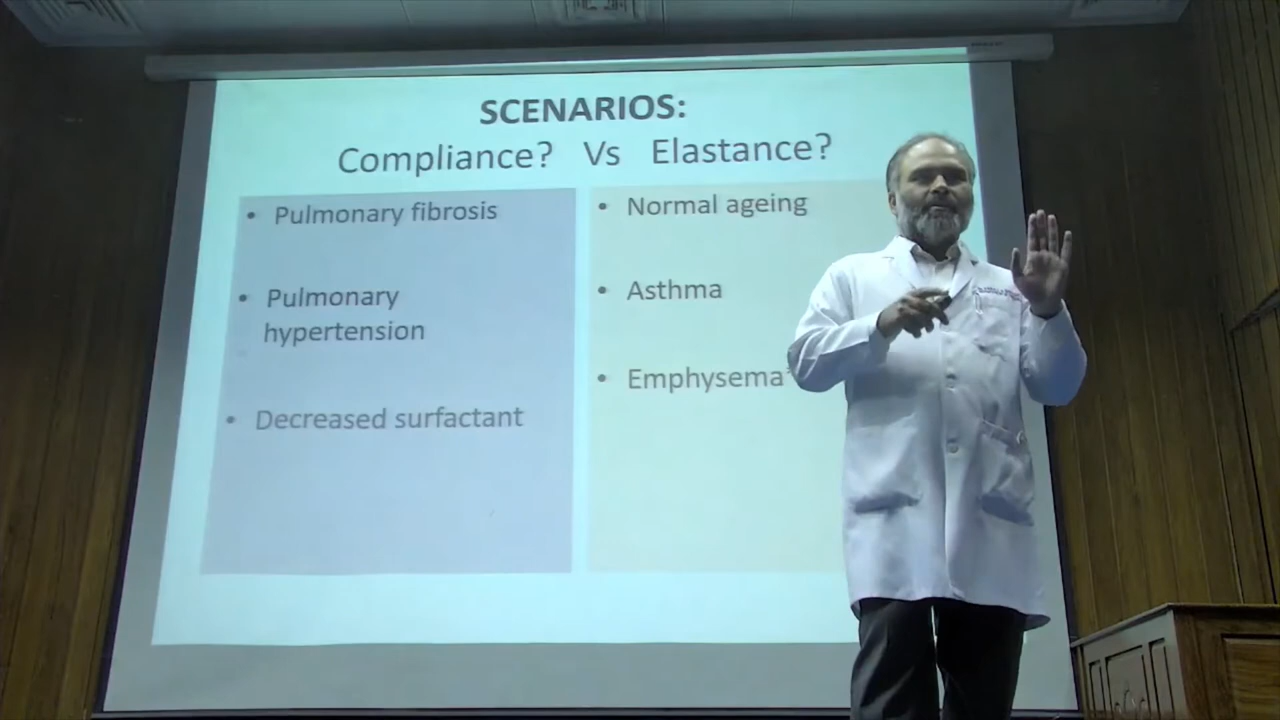 SCENARIOS:
Compliance? Vs Elastance?
• Pulmonary fibrosis
• Pulmonary
hypertension
• Decreased surfactant
• Normal ageing
• Asthma
• Emphysema